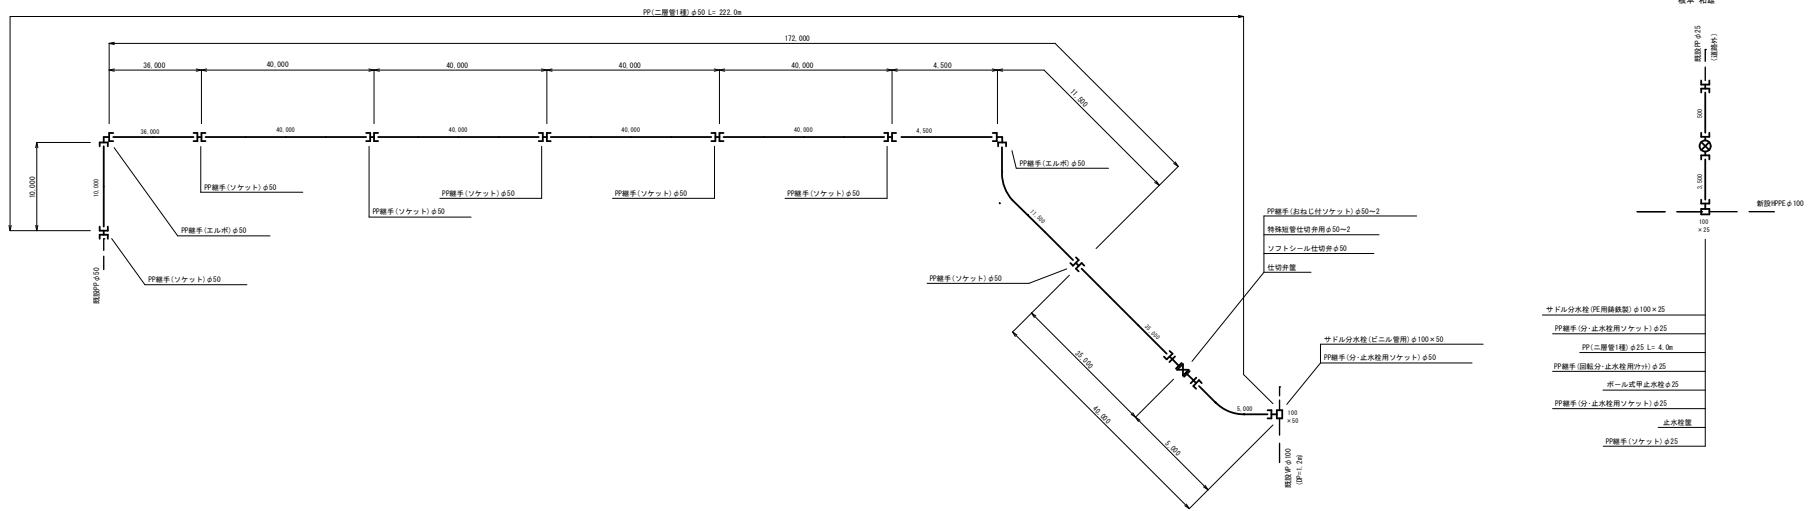 PP(二層管1種)φ50 L= 222.0m
172,000
36,000
40,000
40,000
40,000
40,000
4,500
11,500
36,000
40,000
40,000
40,000
40,000
4,500
10,000
10,000
PP継手(ソケット)φ50
PP継手(ソケット)φ50
PP継手(ソケット)φ50
PP継手(ソケット)φ50
PP継手(ソケット)φ50
PP継手(エルボ)φ50
PP継手(エルボ)φ50
PP継手(ソケット)φ50
既設PPφ50
11,500
PP継手(ソケット)φ50
PP継手(おねじ付ソケット)φ50～2
特殊短管仕切弁用φ50～2
ソフトシール仕切弁φ50
仕切弁筐
35,000
35,000
40,000
5,000
5,000
サドル分水栓(ビニル管用)φ100×50
PP継手(分・止水栓用ソケット)φ50
100
×50
既設VPφ100
(DP=1.2m)
根本 和雄
既設PPφ25
(道路外)
500
3,500
新設HPPEφ100
100
×25
サドル分水栓(PE用鋳鉄製)φ100×25
PP継手(分・止水栓用ソケット)φ25
PP(二層管1種)φ25 L= 4.0m
PP継手(回転分・止水栓用ｿｹｯﾄ)φ25
ボール式甲止水栓φ25
PP継手(分・止水栓用ソケット)φ25
止水栓筐
PP継手(ソケット)φ25